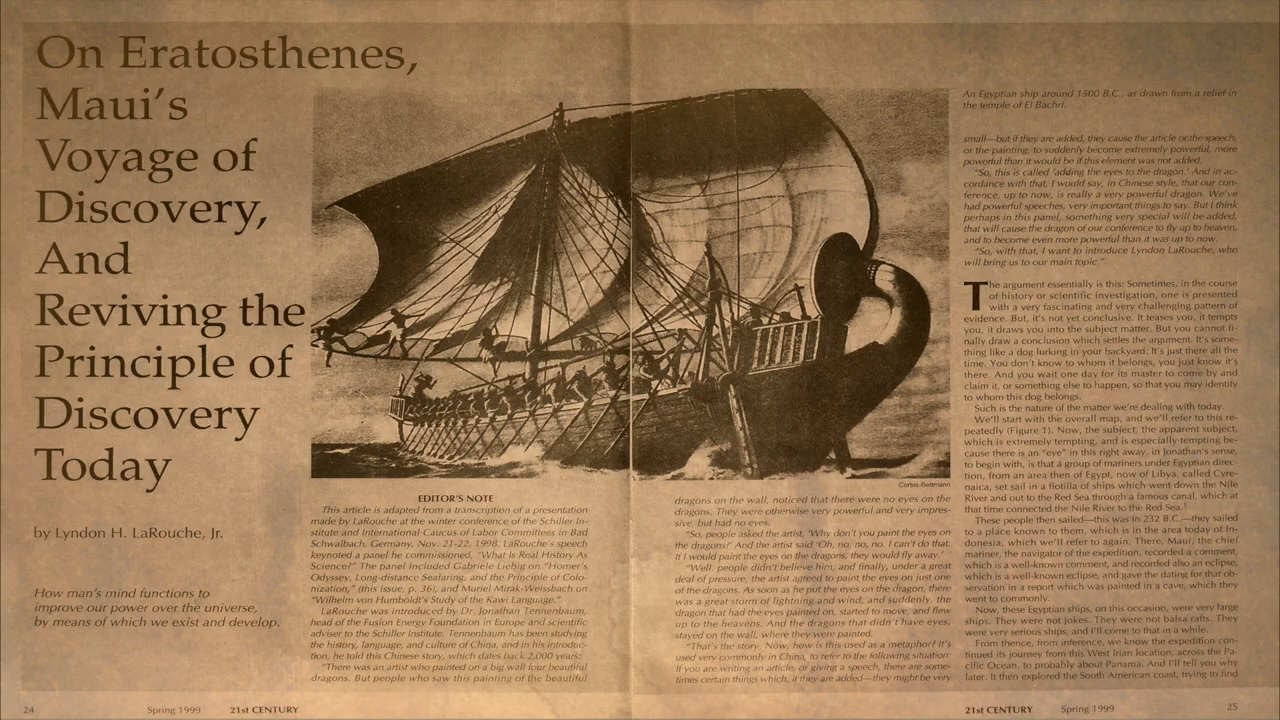 On Eratosthenes,
Maui's
Voyage of
Discovery,
And
Reviving the
Principle of
Discovery
Today
by Lyndon H. LaRouche, Jr.
How man's mind functions to
improve our power over the universe,
by means of which we exist and develop.
Corbis-Bettmann
EDITOR'S NOTE
This article is adapted from a transcription of a presentation
made by LaRouche at the winter conference of the Schiller In-
stitute and International Caucus of Labor Committees in Bad
Schwalbach, Germany, Nov. 21-22, 1998. LaRouche's speech
keynoted a panel he commissioned, "What Is Real History As
Science?" The panel included Gabriele Liebig on "Homer's
Odyssey, Long-distance Seafaring, and the Principle of Colo-
nization," (this issue, p. 36), and Muriel Mirak-Weissbach on
"Wilhelm von Humboldt's Study of the Kawi Language."
LaRouche was introduced by Dr. Jonathan Tennenbaum,
head of the Fusion Energy Foundation in Europe and scientific
adviser to the Schiller Institute. Tennenbaum has been studying
the history, language, and culture of China, and in his introduc-
tion, he told this Chinese story, which dates back 2,000 years:
"There was an artist who painted on a big wall four beautiful
dragons. But people who saw this painting of the beautiful
dragons on the wall, noticed that there were no eyes on the
dragons. They were otherwise very powerful and very impres-
sive, but had no eyes.
"So, people asked the artist, 'Why don't you paint the eyes on
the dragons?' And the artist said 'Oh, no, no, no. I can't do that.
If I would paint the eyes on the dragons, they would fly away.'
"Well, people didn't believe him, and finally, under a great
deal of pressure, the artist agreed to paint the eyes on just one
of the dragons. As soon as he put the eyes on the dragon, there
was a great storm of lightning and wind, and suddenly, the
dragon that had the eyes painted on, started to move, and flew
up to the heavens. And the dragons that didn't have eyes,
stayed on the wall, where they were painted.
"That's the story. Now, how is this used as a metaphor? It's
used very commonly in China, to refer to the following situation:
If you are writing an article, or giving a speech, there are some-
times certain things which, if they are added—they might be very
An Egyptian ship around 1500 B.C., as drawn from a relief in
the temple of El Bachri.
small—but if they are added, they cause the article or the speech,
or the painting, to suddenly become extremely powerful, more
powerful than it would be if this element was not added.
"So, this is called 'adding the eyes to the dragon.' And in ac-
cordance with that, I would say, in Chinese style, that our con-
ference, up to now, is really a very powerful dragon. We've
had powerful speeches, very important things to say. But I think
perhaps in this panel, something very special will be added,
that will cause the dragon of our conference to fly up to heaven,
and to become even more powerful than it was up to now.
"So, with that, I want to introduce Lyndon LaRouche, who
will bring us to our main topic."
The argument essentially is this: Sometimes, in the course
of history or scientific investigation, one is presented
with a very fascinating and very challenging pattern of
evidence. But, it's not yet conclusive. It teases you, it tempts
you, it draws you into the subject matter. But you cannot fi-
nally draw a conclusion which settles the argument. It's some-
thing like a dog lurking in your backyard: It's just there all the
time. You don't know to whom it belongs, you just know it's
there. And you wait one day for its master to come by and
claim it, or something else to happen, so that you may identify
to whom this dog belongs.
Such is the nature of the matter we're dealing with today.
We'll start with the overall map, and we'll refer to this re-
peatedly (Figure 1). Now, the subject, the apparent subject,
which is extremely tempting, and is especially tempting be-
cause there is an "eye" in this right away, in Jonathan's sense,
to begin with, is that a group of mariners under Egyptian direc-
tion, from an area then of Egypt, now of Libya, called Cyre-
naica, set sail in a flotilla of ships which went down the Nile
River and out to the Red Sea through a famous canal, which at
that time connected the Nile River to the Red Sea.1
These people then sailed—this was in 232 B.C.—they sailed
to a place known to them, which is in the area today of In-
donesia, which we'll refer to again. There, Maui, the chief
mariner, the navigator of the expedition, recorded a comment,
which is a well-known comment, and recorded also an eclipse,
which is a well-known eclipse, and gave the dating for that ob-
servation in a report which was painted in a cave, which they
went to commonly.
Now, these Egyptian ships, on this occasion, were very large
ships. They were not jokes. They were not balsa rafts. They
were very serious ships, and I'll come to that in a while.
From thence, from inference, we know the expedition con-
tinued its journey from this West Irian location, across the Pa-
cific Ocean, to probably about Panama. And I'll tell you why
later. It then explored the South American coast, trying to find
24 Spring 1999 21st CENTURY
21st CENTURY Spring 1999 25